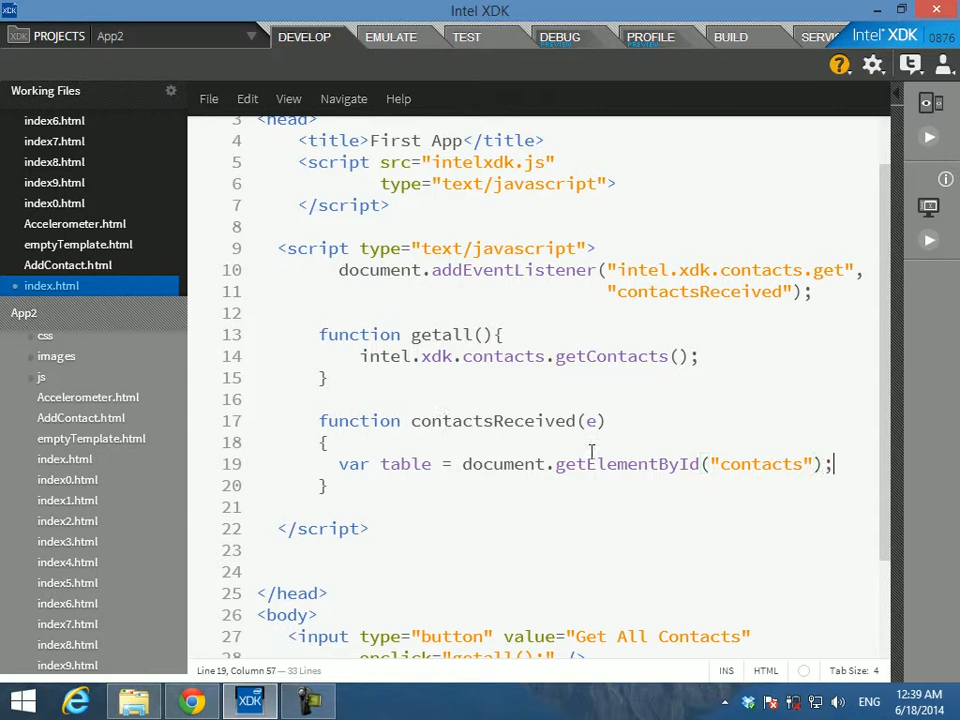 XDK
Intel XDK
XDK PROJECTS App2
DEVELOP EMULATE TEST DEBUG PREVIEW PROFILE PREVIEW BUILD Intel® XDK 0876
Working Files
File Edit View Navigate Help
index6.html
index7.html
index8.html
index9.html
index0.html
Accelerometer.html
emptyTemplate.html
AddContact.html
index.html
App2
css
images
js
Accelerometer.html
AddContact.html
emptyTemplate.html
index.html
index0.html
index1.html
index2.html
index3.html
index4.html
index5.html
index6.html
index7.html
index8.html
index9.html
3 <head>
4 <title>First App</title>
5 <script src="intelxdk.js"
6 type="text/javascript">
7 </script>
8
9 <script type="text/javascript">
10 document.addEventListener("intel.xdk.contacts.get",
11 "contactsReceived");
12
13 function getall(){
14 intel.xdk.contacts.getContacts();
15 }
16
17 function contactsReceived(e)
18 {
19 var table = document.getElementById("contacts");
20 }
21
22 </script>
23
24
25 </head>
26 <body>
27 <input type="button" value="Get All Contacts"
28 onclick="getall();" />
Line 19, Column 57 — 33 Lines
INS HTML Tab Size: 4
XDK
ENG
12:39 AM
6/18/2014